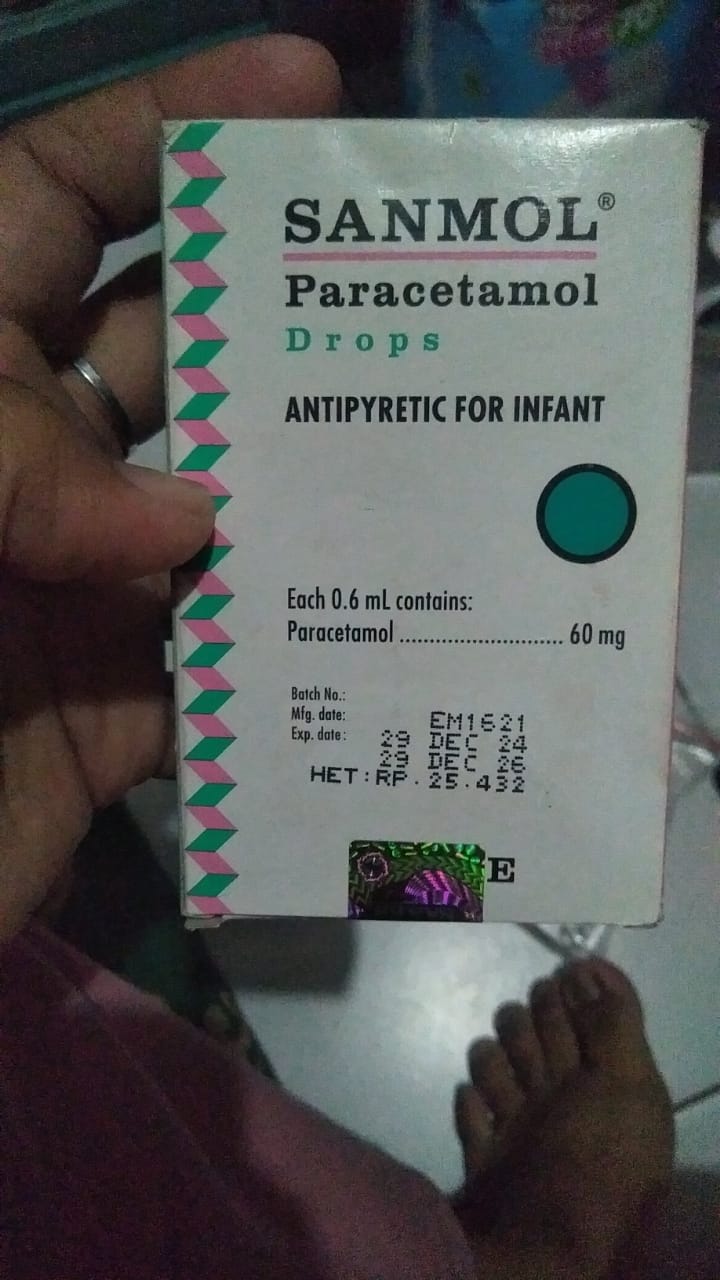 SANMOL®
Paracetamol
Drops
ANTIPYRETIC FOR INFANT
Each 0.6 mL contains:
Paracetamol ........................... 60 mg
Batch No.:
Mfg. date: EM1621
Exp. date: 29 DEC 24
29 DEC 26
HET:RP.25.432
E